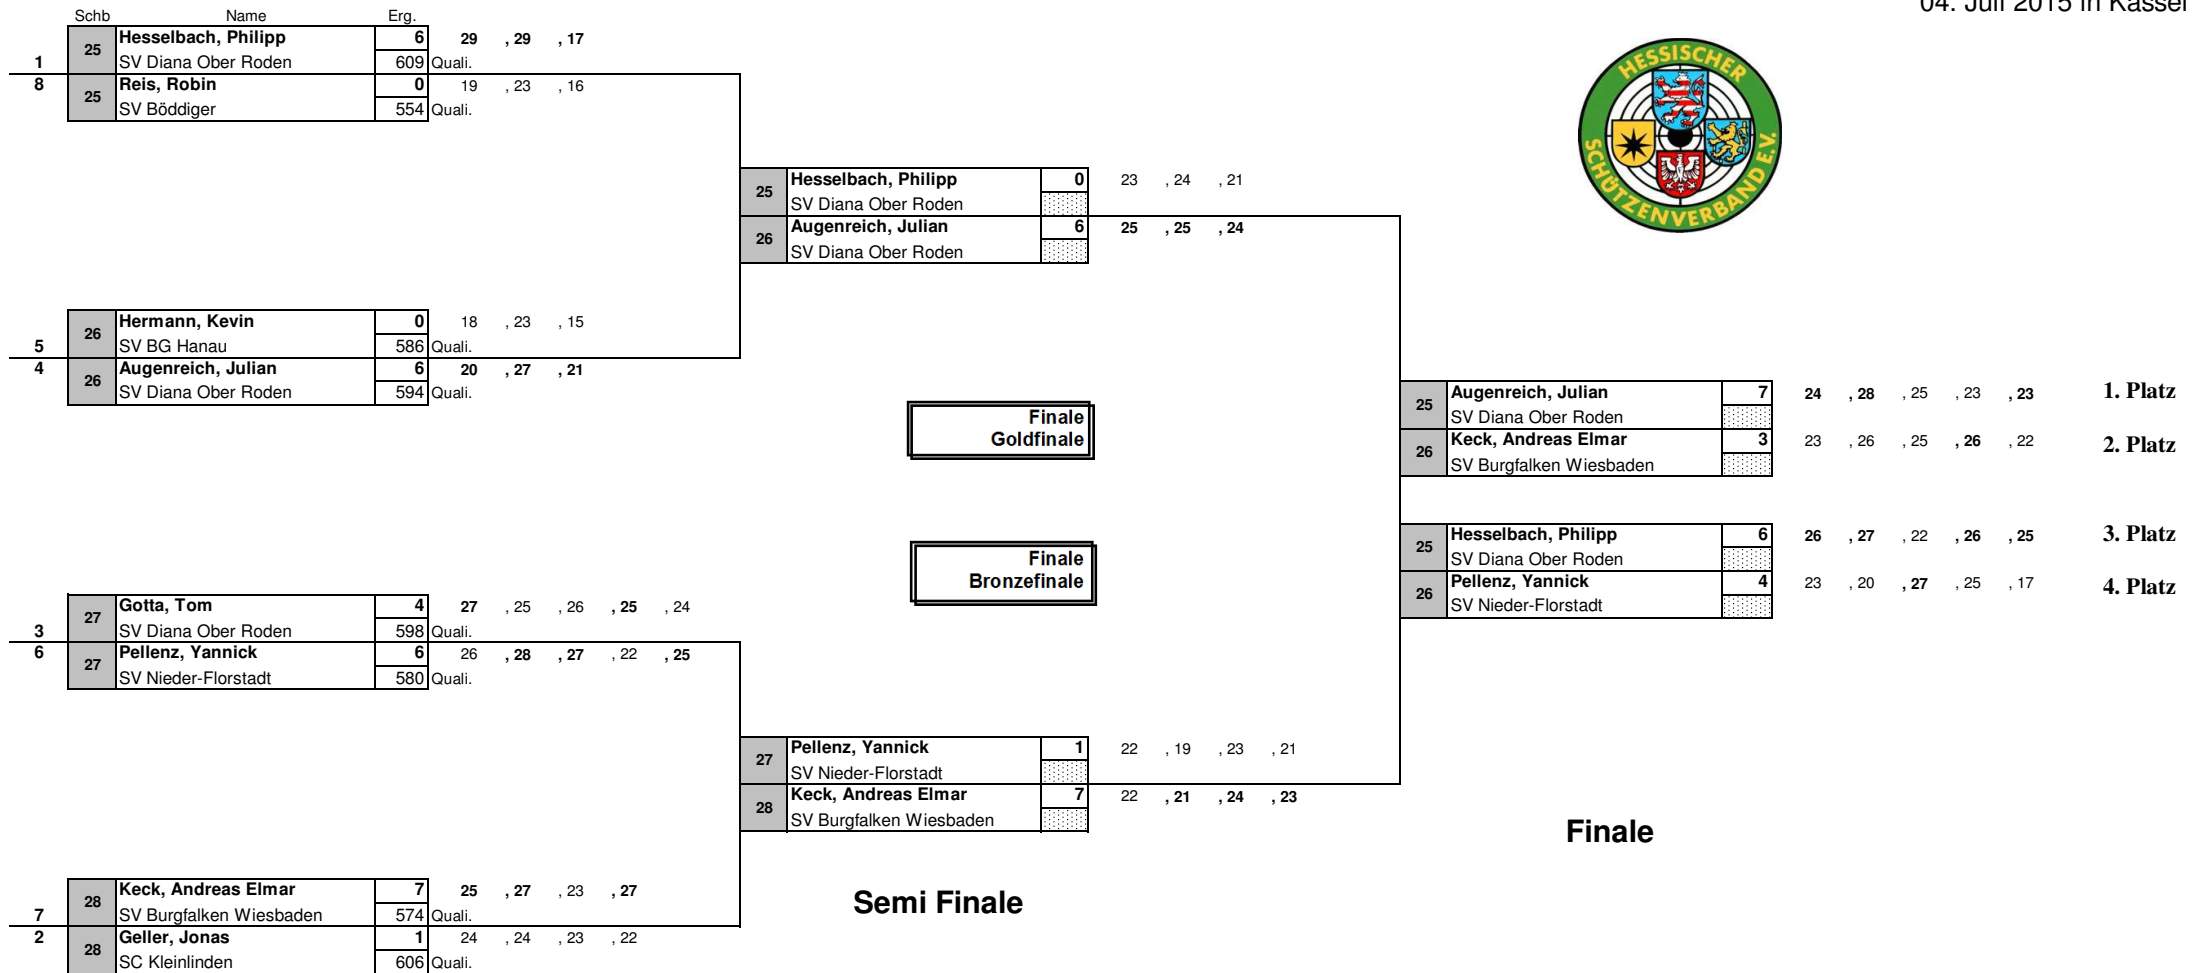 04. Juli 2015 in Kassel
Schb Name Erg.
25 Hesselbach, Philipp 6 29 , 29 , 17
1 SV Diana Ober Roden 609 Quali.
8 25 Reis, Robin 0 19 , 23 , 16
SV Böddiger 554 Quali.
HESSISCHER
SCHÜTZENVERBAND E.V.
25 Hesselbach, Philipp 0 23 , 24 , 21
SV Diana Ober Roden
26 Augenreich, Julian 6 25 , 25 , 24
SV Diana Ober Roden
26 Hermann, Kevin 0 18 , 23 , 15
5 SV BG Hanau 586 Quali.
4 26 Augenreich, Julian 6 20 , 27 , 21
SV Diana Ober Roden 594 Quali.
25 Augenreich, Julian 7 24 , 28 , 25 , 23 , 23 1. Platz
SV Diana Ober Roden
Finale
Goldfinale
26 Keck, Andreas Elmar 3 23 , 26 , 25 , 26 , 22 2. Platz
SV Burgfalken Wiesbaden
25 Hesselbach, Philipp 6 26 , 27 , 22 , 26 , 25 3. Platz
SV Diana Ober Roden
Finale
Bronzefinale
26 Pellenz, Yannick 4 23 , 20 , 27 , 25 , 17 4. Platz
SV Nieder-Florstadt
27 Gotta, Tom 4 27 , 25 , 26 , 25 , 24
3 SV Diana Ober Roden 598 Quali.
6 27 Pellenz, Yannick 6 26 , 28 , 27 , 22 , 25
SV Nieder-Florstadt 580 Quali.
27 Pellenz, Yannick 1 22 , 19 , 23 , 21
SV Nieder-Florstadt
28 Keck, Andreas Elmar 7 22 , 21 , 24 , 23
SV Burgfalken Wiesbaden
Finale
28 Keck, Andreas Elmar 7 25 , 27 , 23 , 27
7 SV Burgfalken Wiesbaden 574 Quali.
Semi Finale
2 28 Geller, Jonas 1 24 , 24 , 23 , 22
SC Kleinlinden 606 Quali.